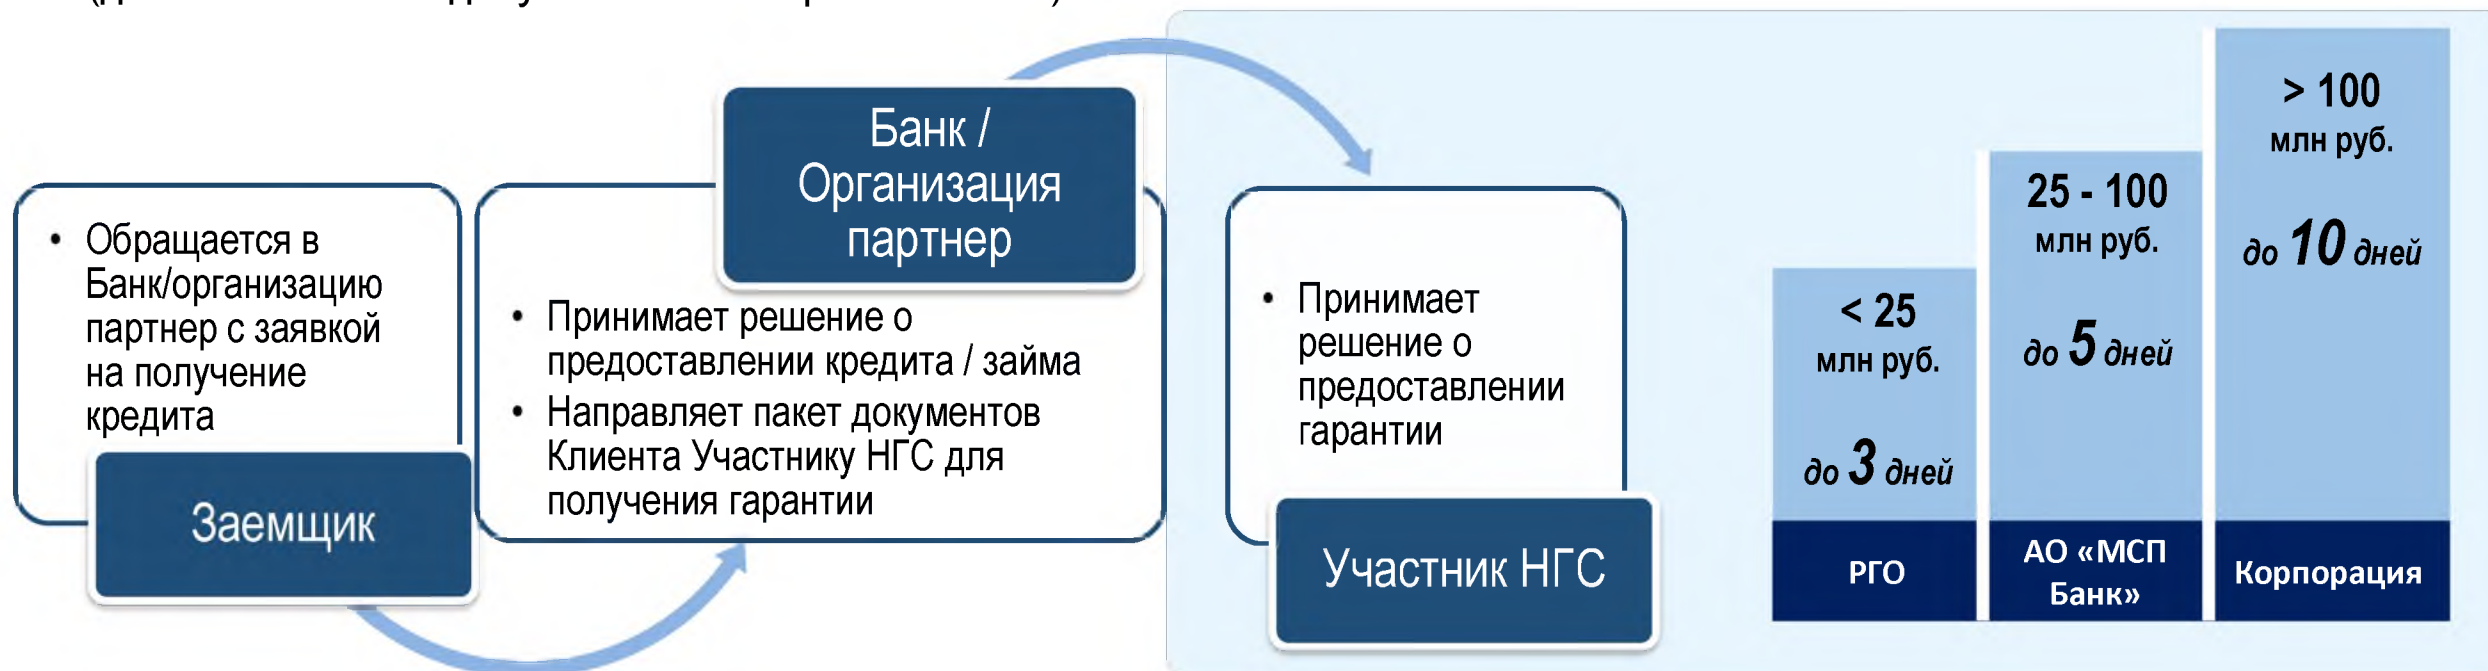 • Обращается в
Банк/организацию
партнер с заявкой
на получение
кредита
Заемщик
Банк /
Организация
партнер
• Принимает решение о
предоставлении кредита / займа
• Направляет пакет документов
Клиента Участнику НГС для
получения гарантии
• Принимает
решение о
предоставлении
гарантии
Участник НГС
< 25
млн руб.
до 3 дней
РГО
25 - 100
млн руб.
до 5 дней
АО «МСП
Банк»
> 100
млн руб.
до 10 дней
Корпорация